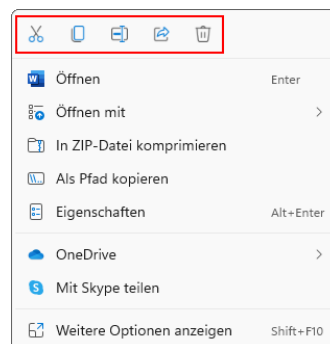 Öffnen Enter
Öffnen mit
In ZIP-Datei komprimieren
Als Pfad kopieren
Eigenschaften Alt+Enter
OneDrive
Mit Skype teilen
Weitere Optionen anzeigen Shift+F10